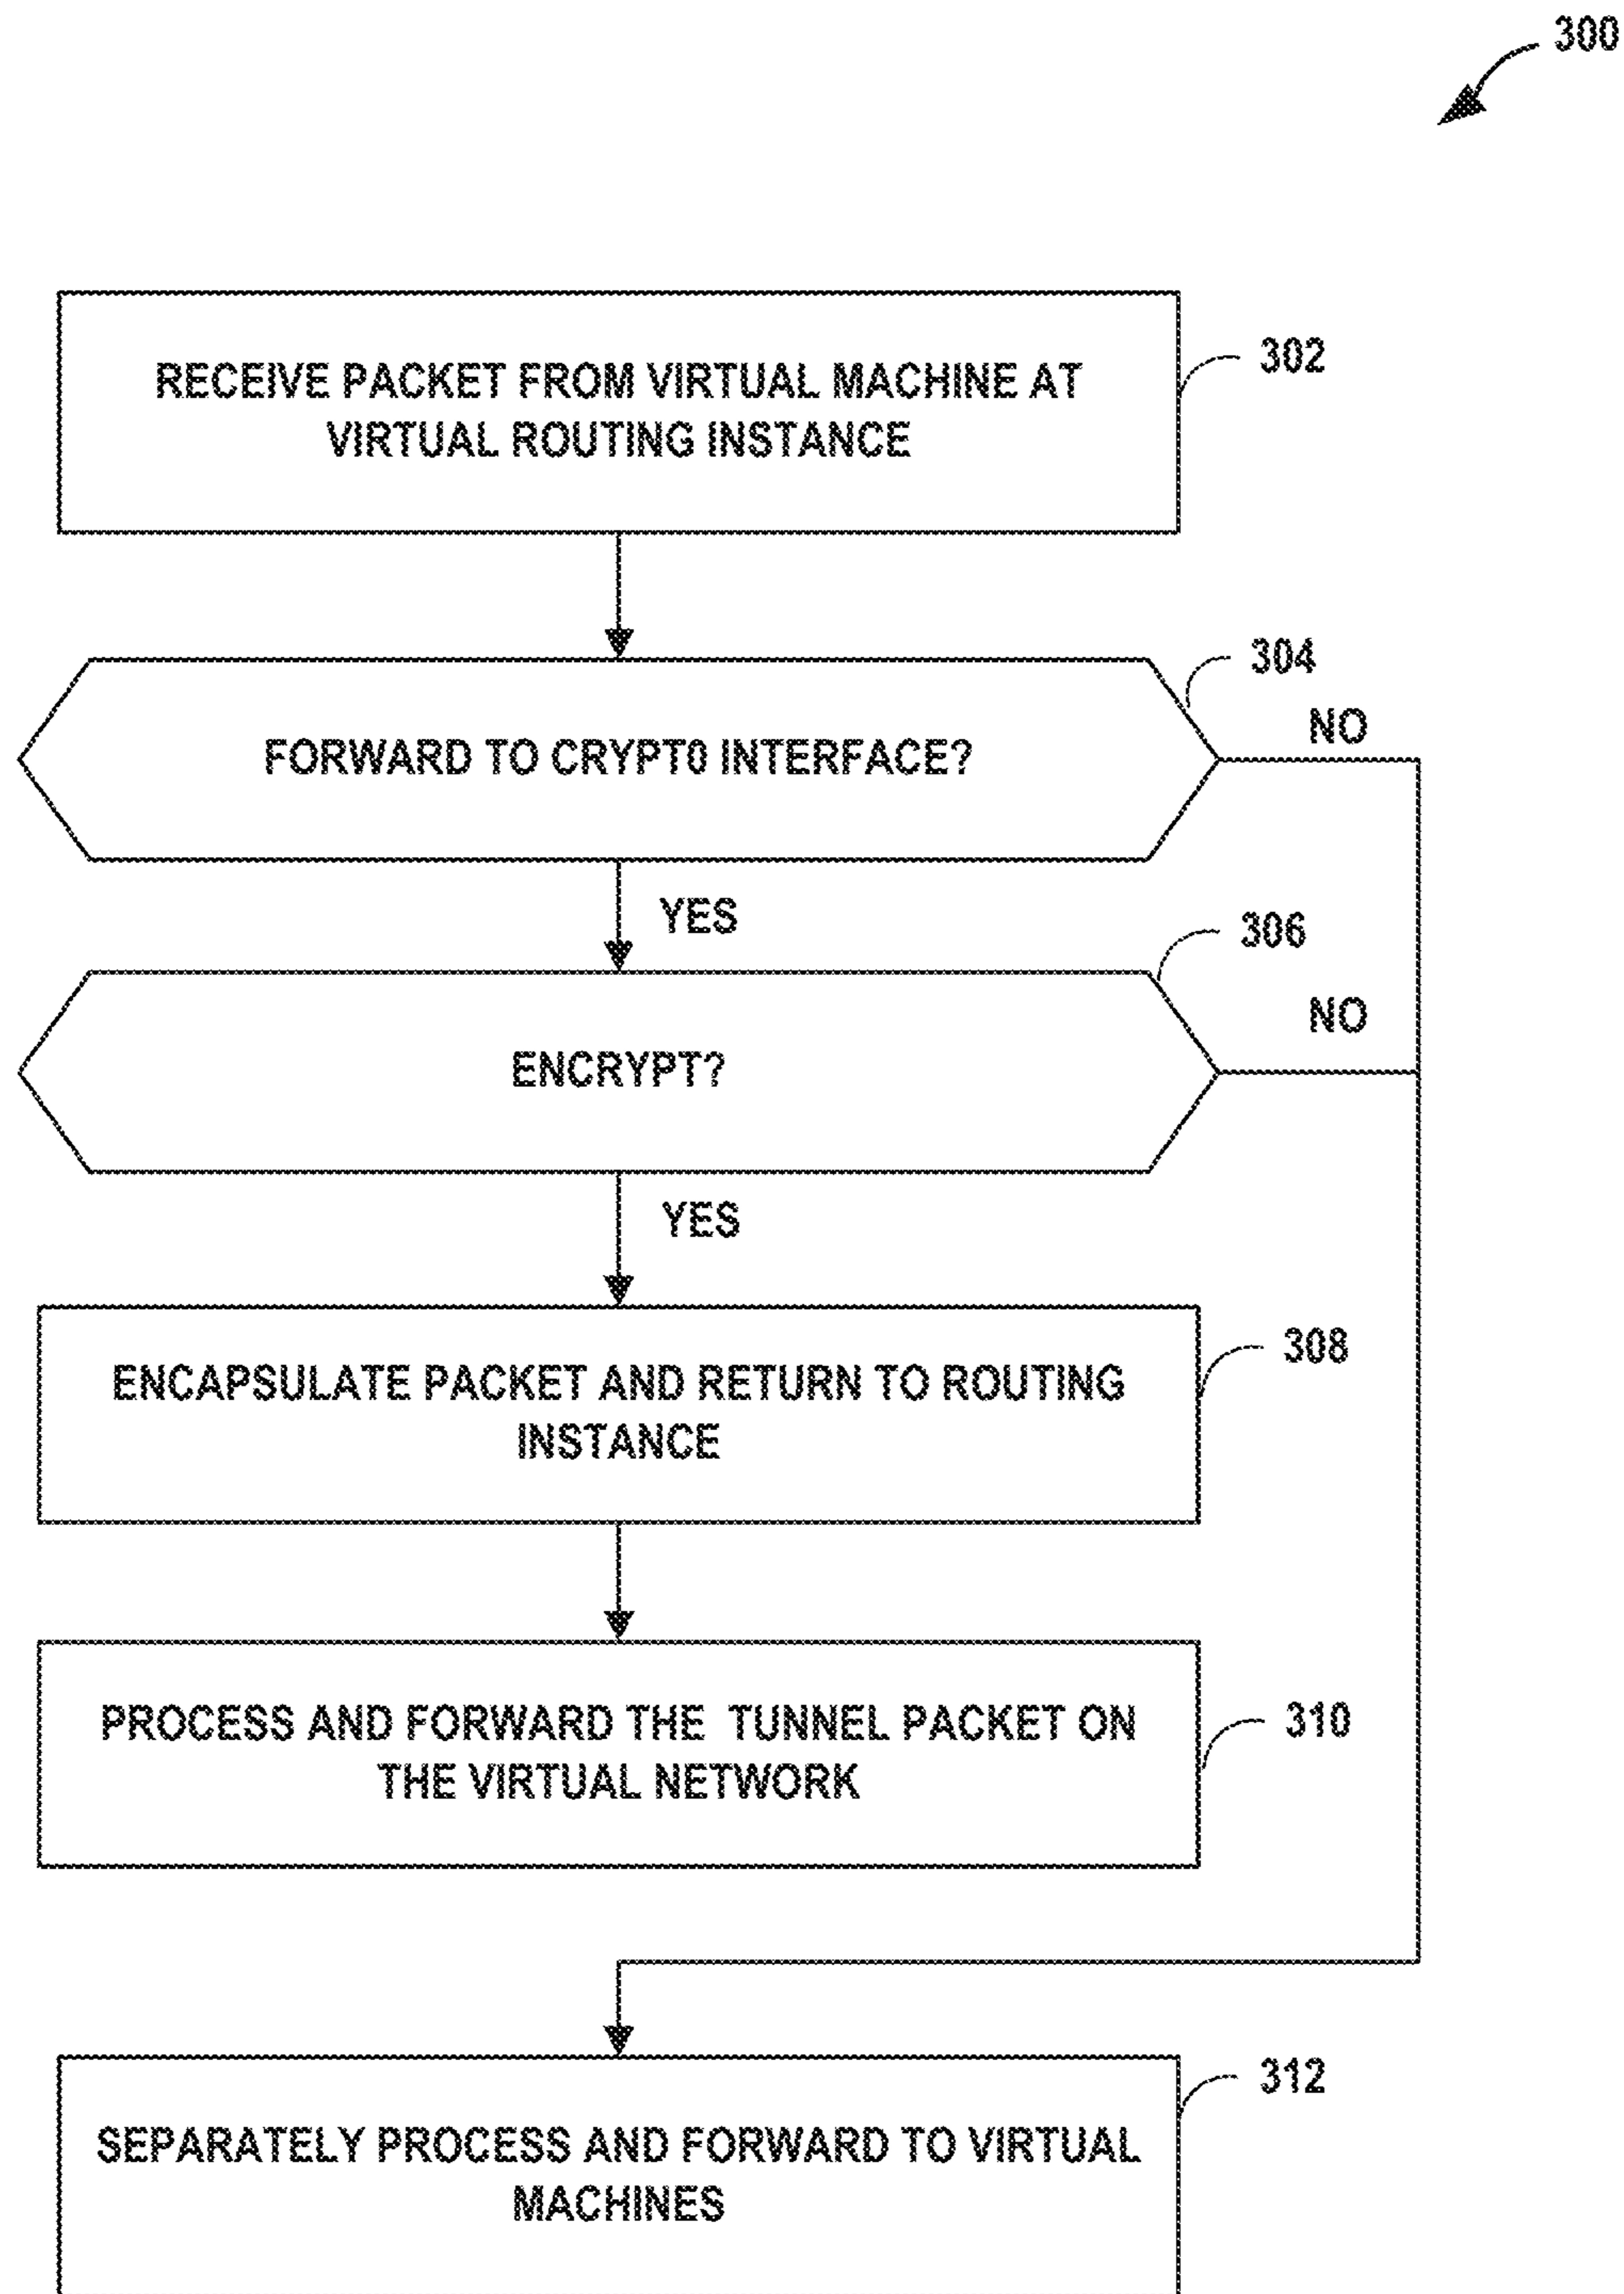 300
RECEIVE PACKET FROM VIRTUAL MACHINE AT
VIRTUAL ROUTING INSTANCE
302
FORWARD TO CRYPT0 INTERFACE?
304
NO
YES
306
ENCRYPT?
NO
YES
ENCAPSULATE PACKET AND RETURN TO ROUTING
INSTANCE
308
PROCESS AND FORWARD THE TUNNEL PACKET ON
THE VIRTUAL NETWORK
310
SEPARATELY PROCESS AND FORWARD TO VIRTUAL
MACHINES
312